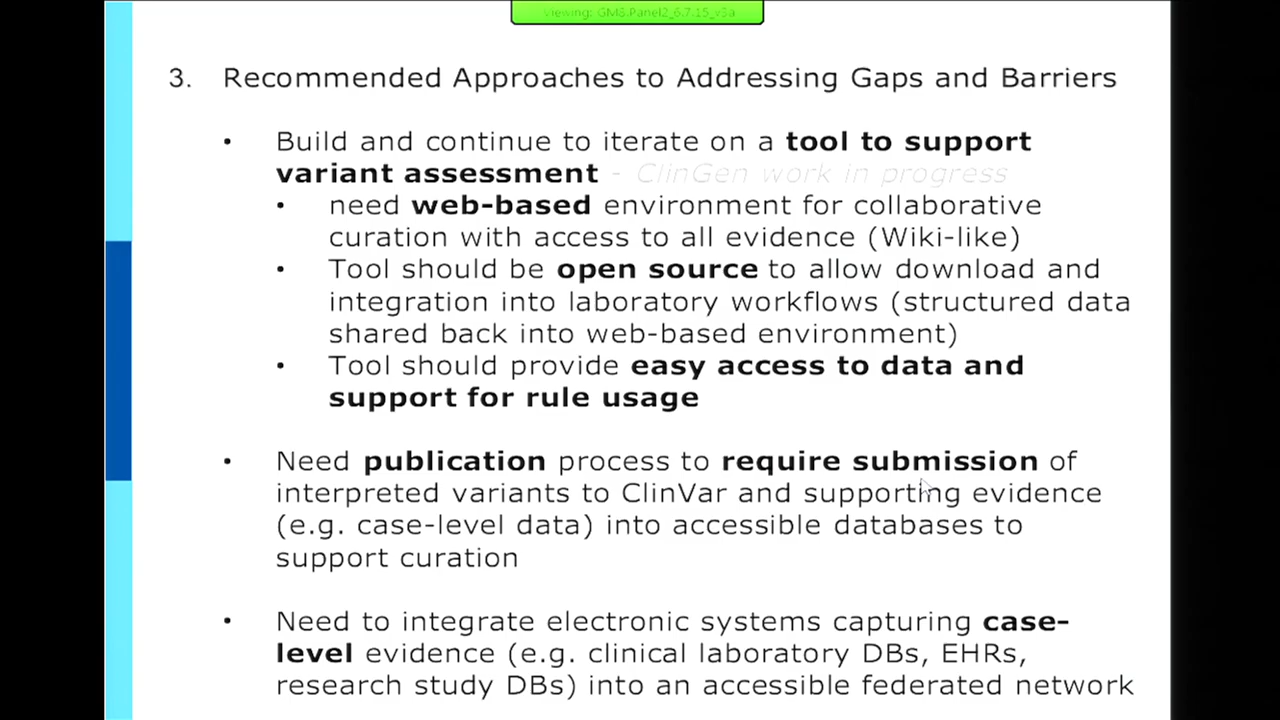 Viewing: GM8.Panel2_6.7.15_v3a
3. Recommended Approaches to Addressing Gaps and Barriers
• Build and continue to iterate on a tool to support
variant assessment - ClinGen work in progress
• need web-based environment for collaborative
curation with access to all evidence (Wiki-like)
• Tool should be open source to allow download and
integration into laboratory workflows (structured data
shared back into web-based environment)
• Tool should provide easy access to data and
support for rule usage
• Need publication process to require submission of
interpreted variants to ClinVar and supporting evidence
(e.g. case-level data) into accessible databases to
support curation
• Need to integrate electronic systems capturing case-
level evidence (e.g. clinical laboratory DBs, EHRs,
research study DBs) into an accessible federated network